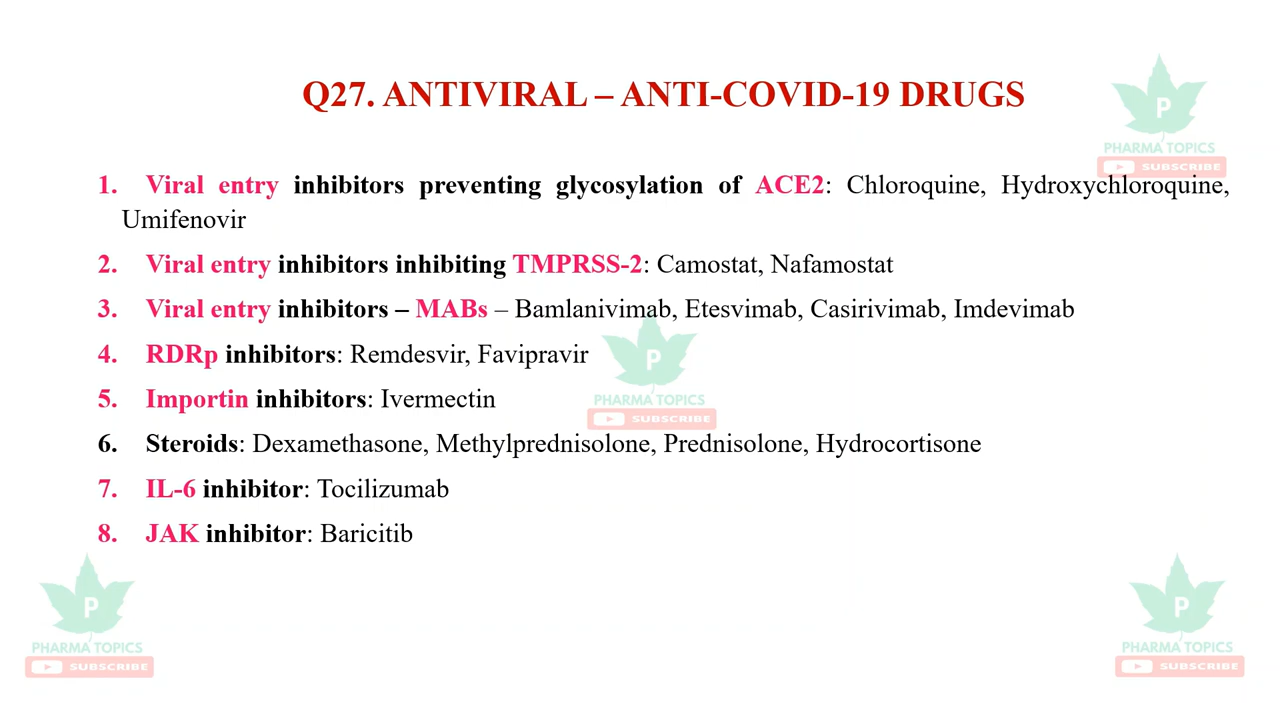 Q27. ANTIVIRAL – ANTI-COVID-19 DRUGS
P
PHARMA TOPICS
SUBSCRIBE
1. Viral entry inhibitors preventing glycosylation of ACE2: Chloroquine, Hydroxychloroquine,
Umifenovir
2. Viral entry inhibitors inhibiting TMPRSS-2: Camostat, Nafamostat
3. Viral entry inhibitors – MABs – Bamlanivimab, Etesvimab, Casirivimab, Imdevimab
4. RDRp inhibitors: Remdesvir, Favipravir
P
PHARMA TOPICS
SUBSCRIBE
5. Importin inhibitors: Ivermectin
6. Steroids: Dexamethasone, Methylprednisolone, Prednisolone, Hydrocortisone
7. IL-6 inhibitor: Tocilizumab
8. JAK inhibitor: Baricitib
P
PHARMA TOPICS
SUBSCRIBE
P
PHARMA TOPICS
SUBSCRIBE